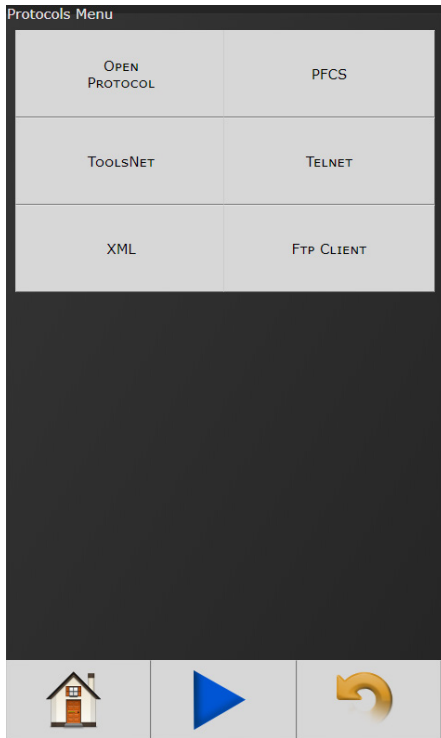 Protocols Menu
Open
Protocol
PFCS
ToolsNet
Telnet
XML
Ftp Client